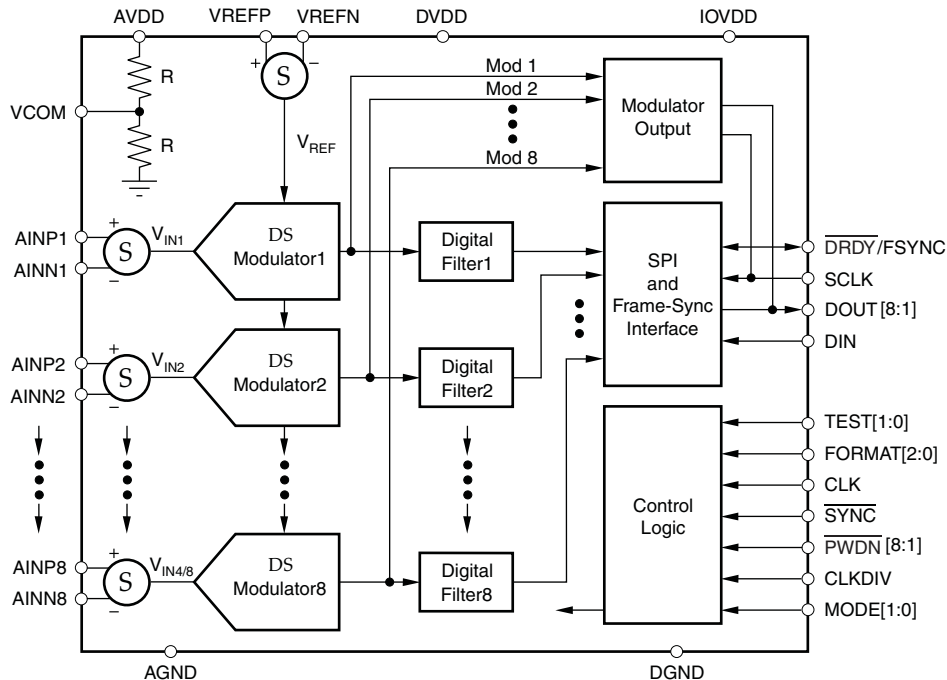 AVDD
VREFP
VREFN
DVDD
IOVDD
+
S
−
R
VCOM
R
VREF
Mod 1
Mod 2
Mod 8
Modulator
Output
AINP1
AINN1
+
S
−
VIN1
DS
Modulator1
Digital
Filter1
SPI
and
Frame-Sync
Interface
DRDY/FSYNC
SCLK
DOUT [8:1]
DIN
AINP2
AINN2
+
S
−
VIN2
DS
Modulator2
Digital
Filter2
TEST[1:0]
FORMAT[2:0]
CLK
SYNC
PWDN [8:1]
CLKDIV
MODE[1:0]
Control
Logic
AINP8
AINN8
+
S
−
VIN4/8
DS
Modulator8
Digital
Filter8
AGND
DGND